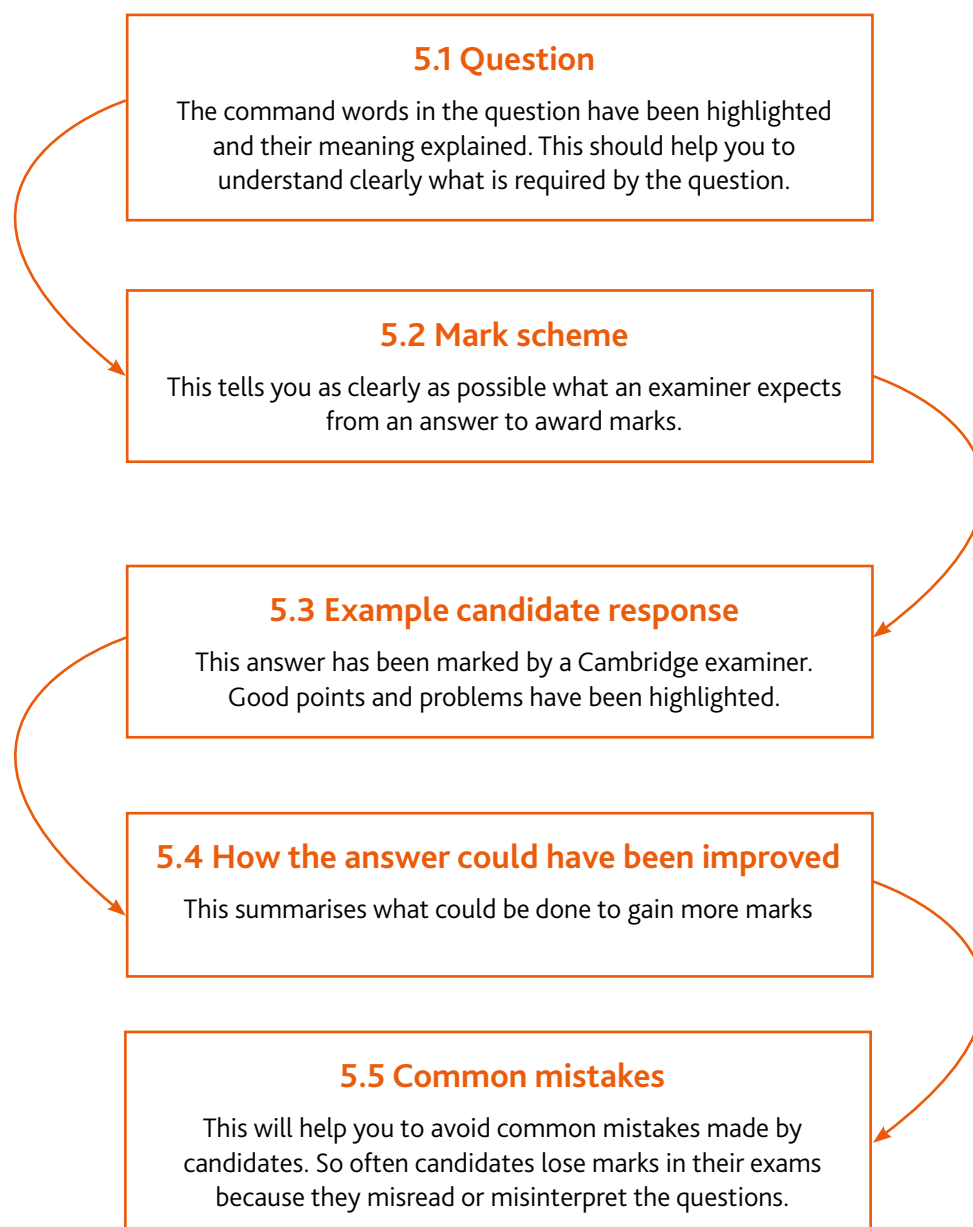 5.1 Question
The command words in the question have been highlighted
and their meaning explained. This should help you to
understand clearly what is required by the question.
5.2 Mark scheme
This tells you as clearly as possible what an examiner expects
from an answer to award marks.
5.3 Example candidate response
This answer has been marked by a Cambridge examiner.
Good points and problems have been highlighted.
5.4 How the answer could have been improved
This summarises what could be done to gain more marks
5.5 Common mistakes
This will help you to avoid common mistakes made by
candidates. So often candidates lose marks in their exams
because they misread or misinterpret the questions.